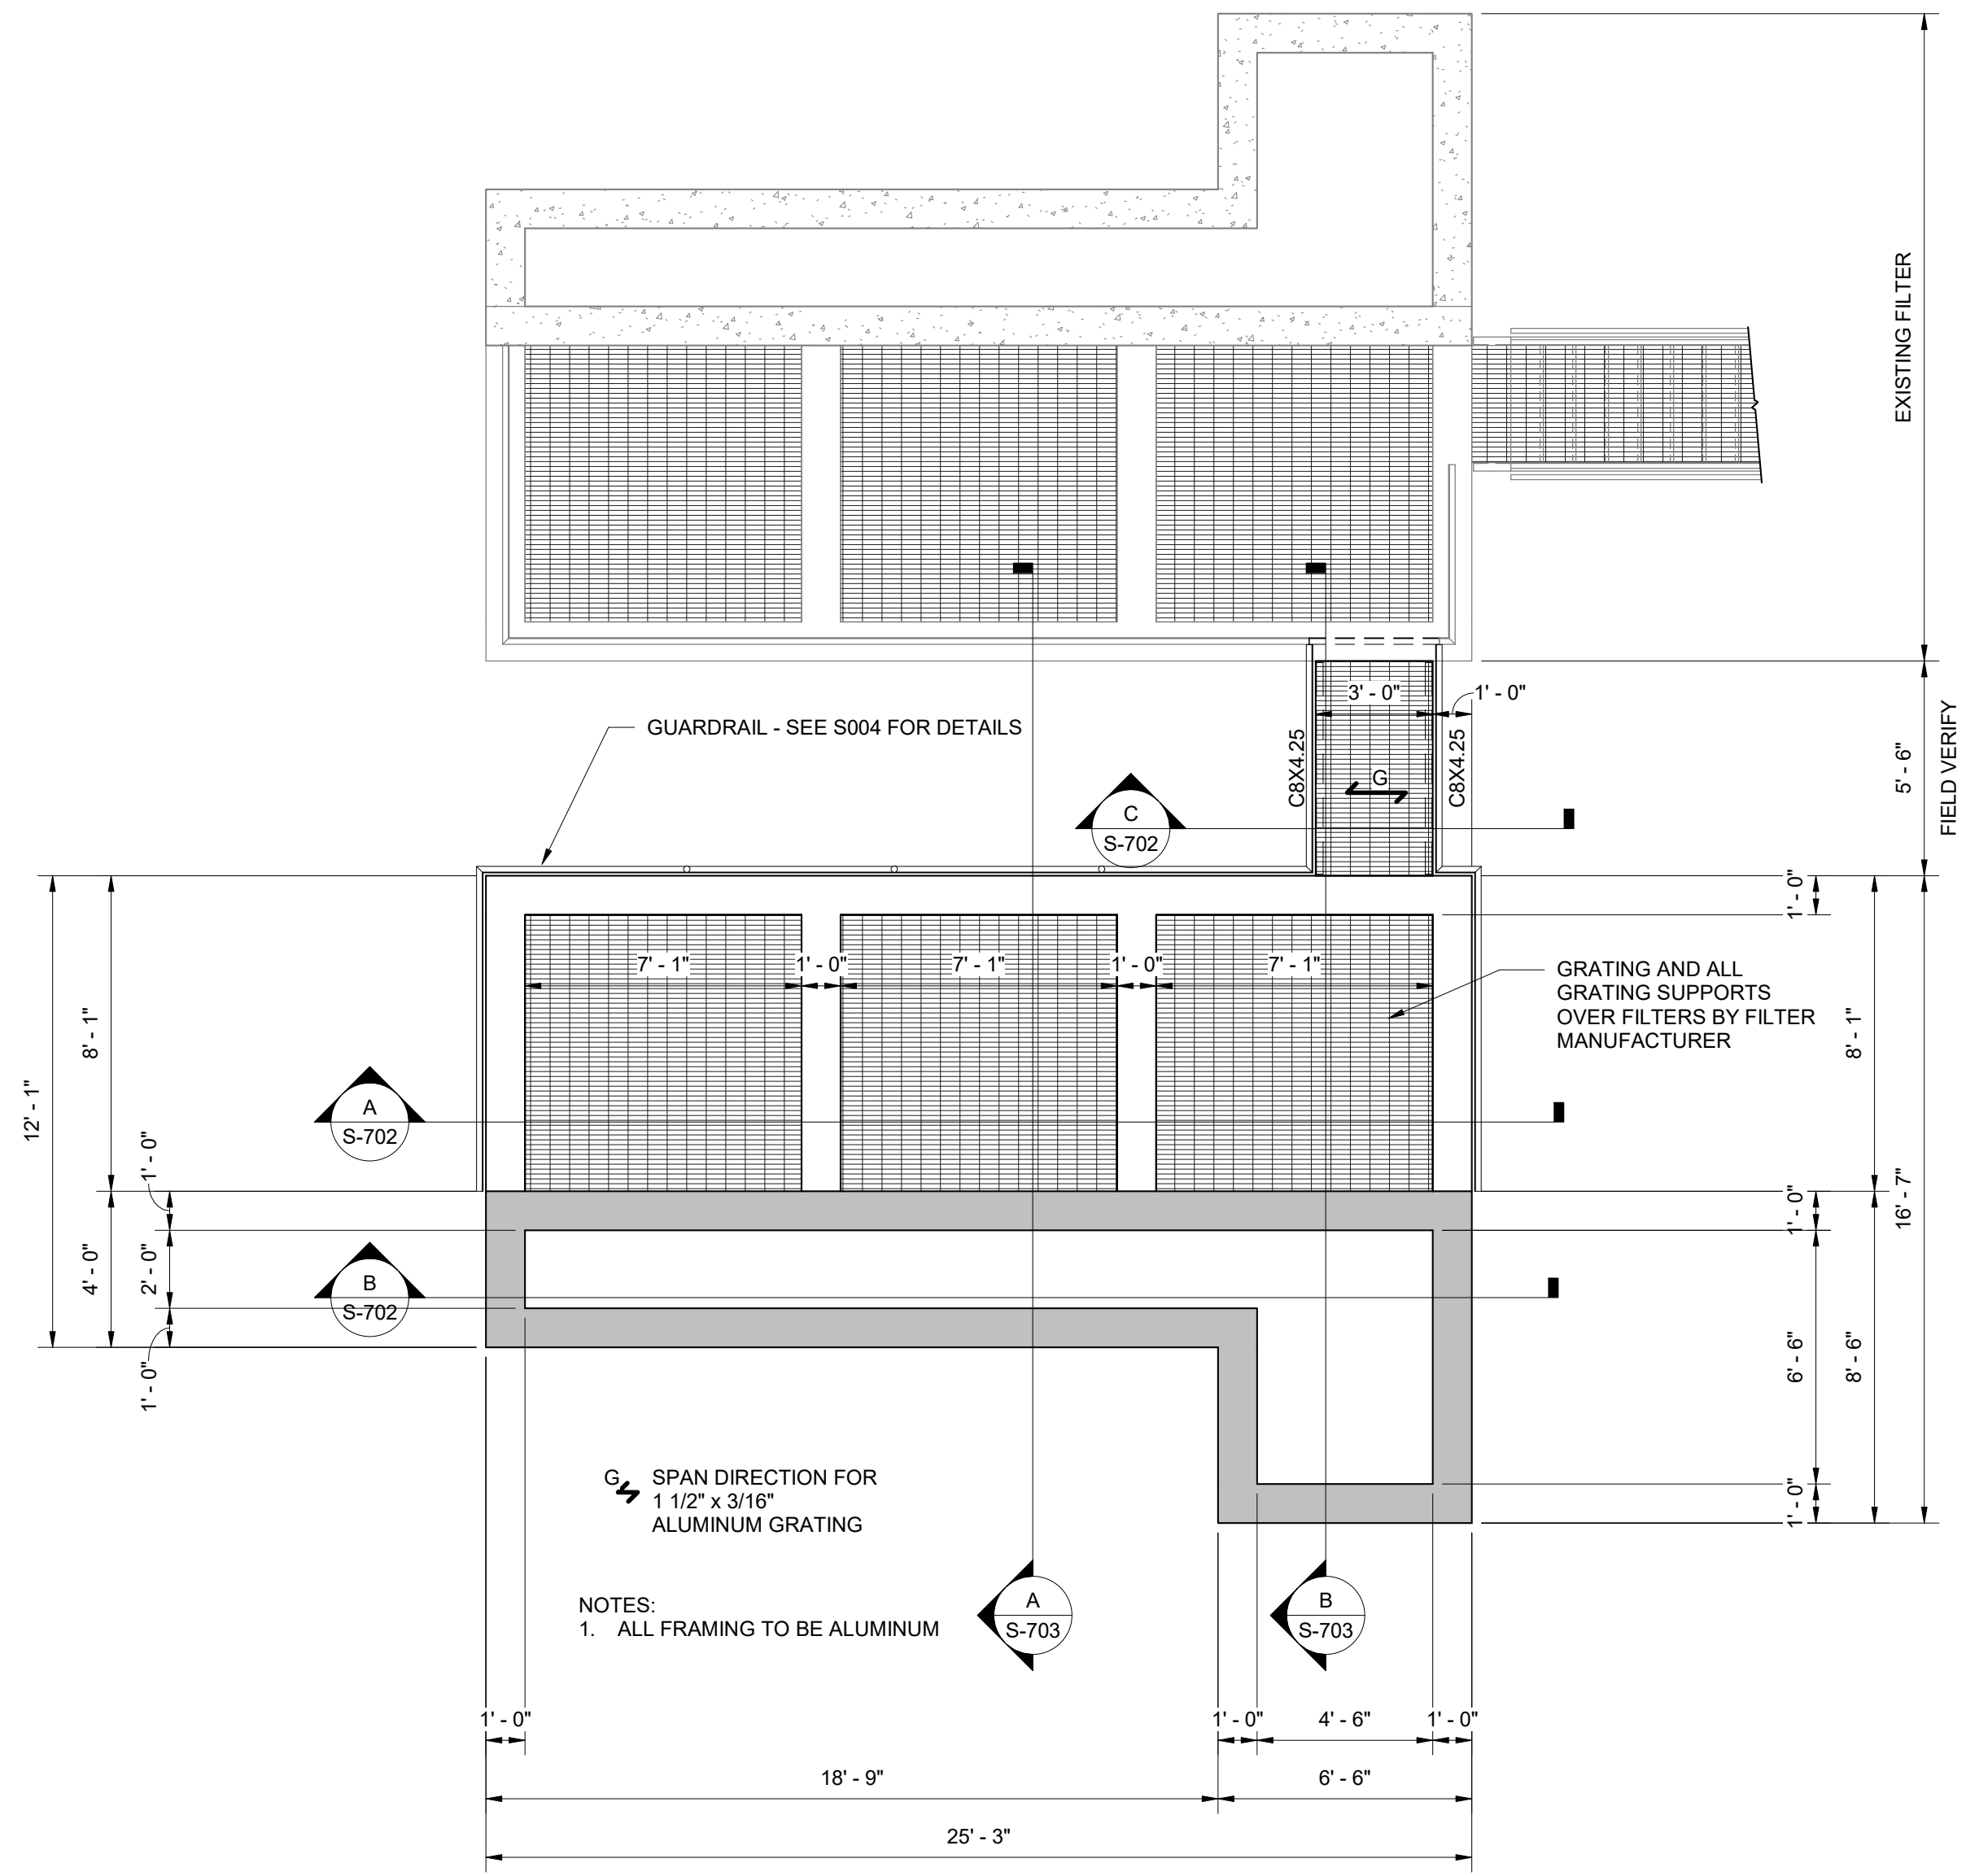 EXISTING FILTER
3' - 0"
1' - 0"
GUARDRAIL - SEE S004 FOR DETAILS
C8X4.25
C8X4.25
G
5' - 6"
FIELD VERIFY
C
S-702
1' - 0"
7' - 1"
1' - 0"
7' - 1"
1' - 0"
7' - 1"
GRATING AND ALL
GRATING SUPPORTS
OVER FILTERS BY FILTER
MANUFACTURER
8' - 1"
8' - 1"
12' - 1"
A
S-702
1' - 0"
1' - 0"
16' - 7"
4' - 0"
2' - 0"
B
S-702
1' - 0"
6' - 6"
8' - 6"
1' - 0"
G
SPAN DIRECTION FOR
1 1/2" x 3/16"
ALUMINUM GRATING
NOTES:
1. ALL FRAMING TO BE ALUMINUM
A
S-703
B
S-703
1' - 0"
1' - 0"
4' - 6"
1' - 0"
18' - 9"
6' - 6"
25' - 3"